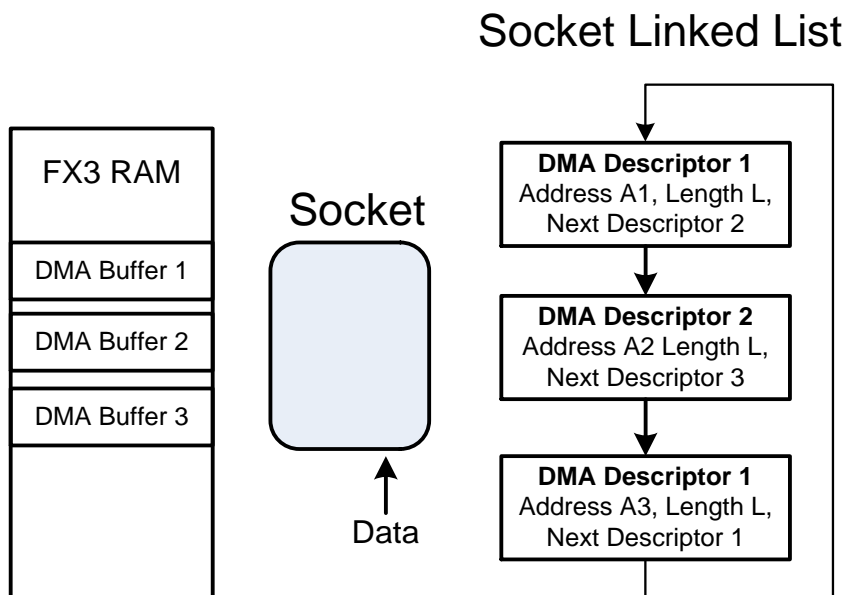 Socket Linked List
FX3 RAM
DMA Buffer 1
DMA Buffer 2
DMA Buffer 3
Socket
Data
DMA Descriptor 1
Address A1, Length L,
Next Descriptor 2
DMA Descriptor 2
Address A2 Length L,
Next Descriptor 3
DMA Descriptor 1
Address A3, Length L,
Next Descriptor 1